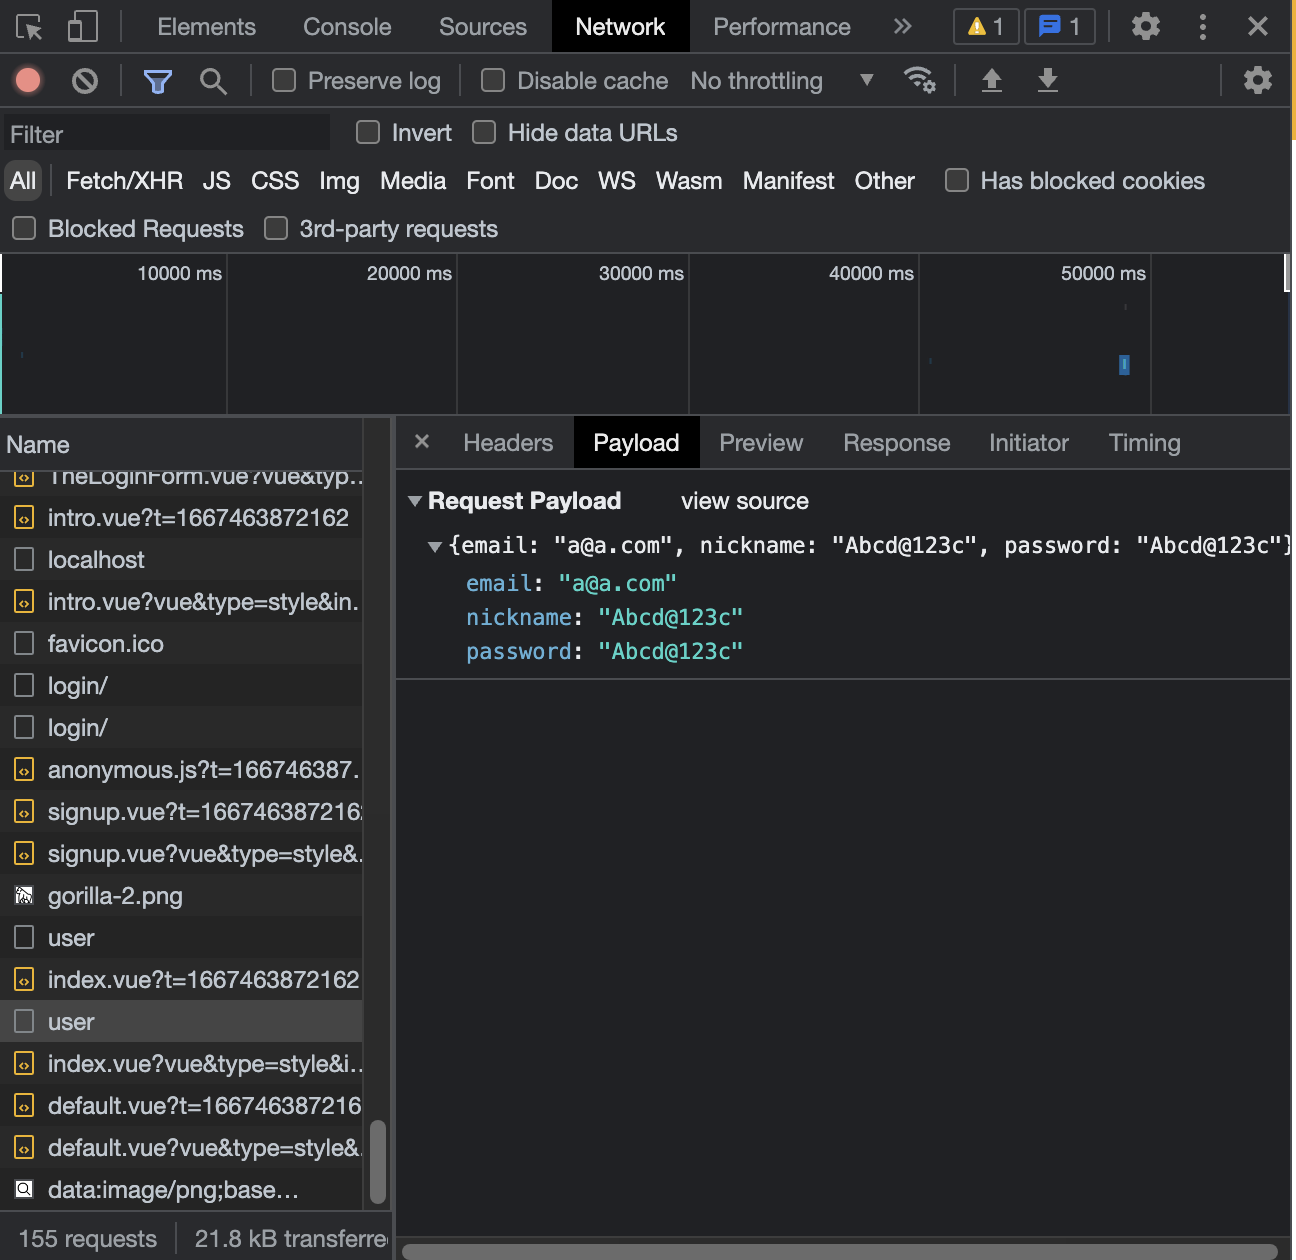 Elements Console Sources Network Performance 1 1
Preserve log Disable cache No throttling
Filter Invert Hide data URLs
All Fetch/XHR JS CSS Img Media Font Doc WS Wasm Manifest Other Has blocked cookies
Blocked Requests 3rd-party requests
10000 ms 20000 ms 30000 ms 40000 ms 50000 ms
Name
TheLoginForm.vue?vue&typ...
intro.vue?t=1667463872162
localhost
intro.vue?vue&type=style&in.
favicon.ico
login/
login/
anonymous.js?t=166746387.
signup.vue?t=1667463872162
signup.vue?vue&type=style&.
gorilla-2.png
user
index.vue?t=1667463872162
user
index.vue?vue&type=style&i...
default.vue?t=166746387216
default.vue?vue&type=style&.
data:image/png;base...
155 requests 21.8 kB transferre
Headers Payload Preview Response Initiator Timing
Request Payload view source
{email: "a@a.com", nickname: "Abcd@123c", password: "Abcd@123c"}
email: "a@a.com"
nickname: "Abcd@123c"
password: "Abcd@123c"